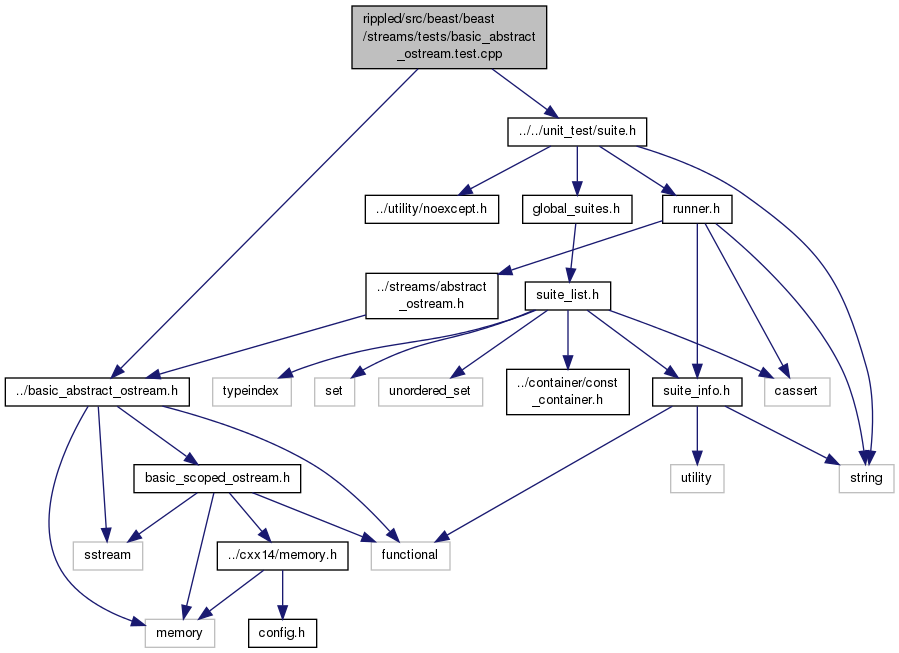 rippled/src/beast/beast
/streams/tests/basic_abstract
_ostream.test.cpp
../../unit_test/suite.h
../utility/noexcept.h
global_suites.h
runner.h
../streams/abstract
_ostream.h
suite_list.h
../basic_abstract_ostream.h
typeindex
set
unordered_set
../container/const
_container.h
suite_info.h
cassert
basic_scoped_ostream.h
utility
string
sstream
../cxx14/memory.h
functional
memory
config.h